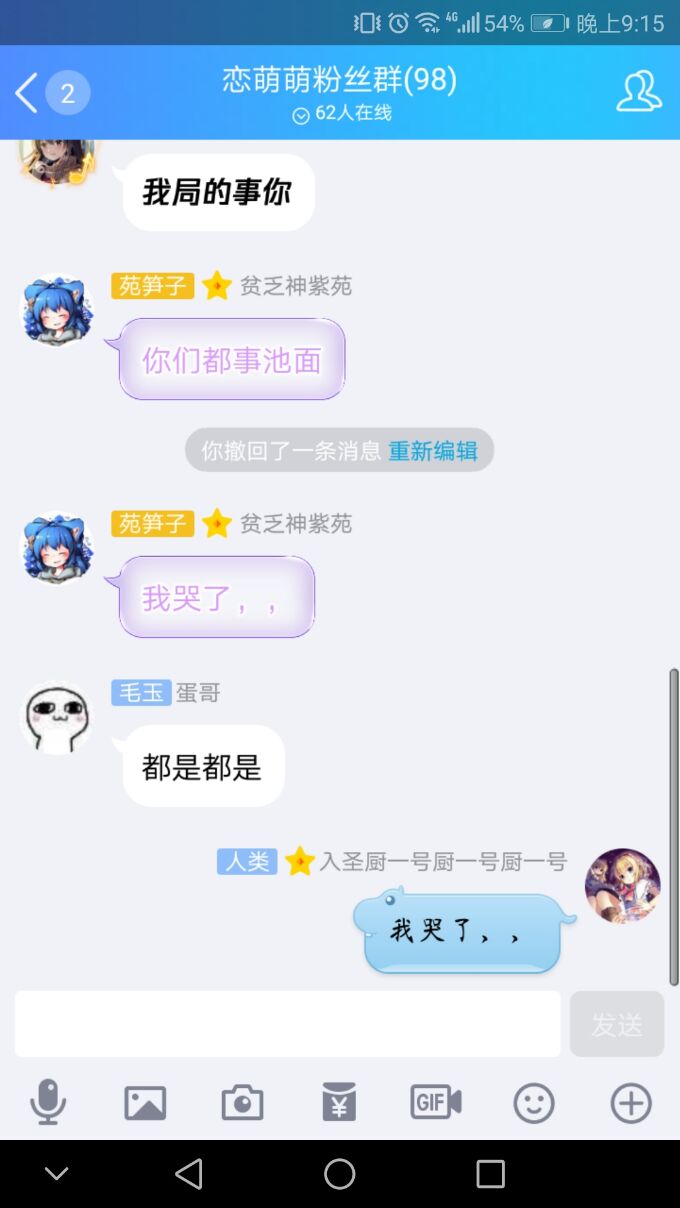 4G 54% 晚上9:15
2 恋萌萌粉丝群(98)
62人在线
我局的事你
苑笋子 贫乏神紫苑
你们都事池面
你撤回了一条消息 重新编辑
苑笋子 贫乏神紫苑
我哭了，，
毛玉 蛋哥
都是都是
人类 入圣厨一号厨一号厨一号
我哭了，，
发送
¥
GIF